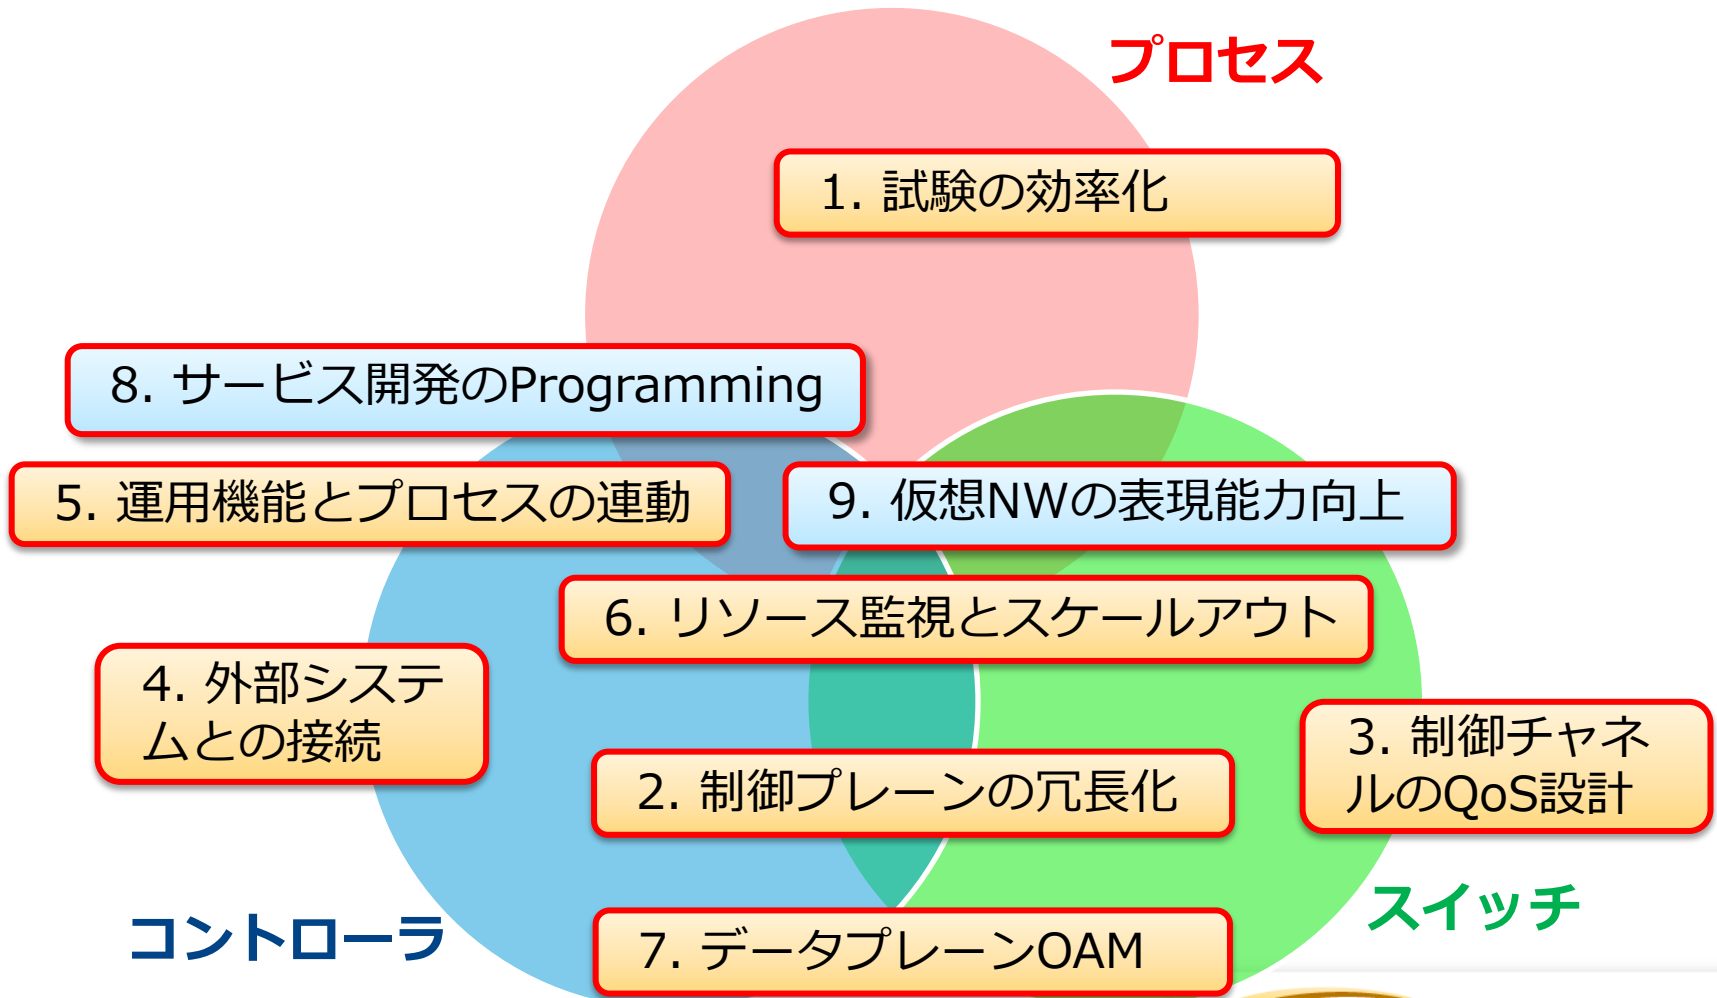 プロセス
1. 試験の効率化
8. サービス開発のProgramming
5. 運用機能とプロセスの連動
9. 仮想NWの表現能力向上
6. リソース監視とスケールアウト
4. 外部システ
ムとの接続
3. 制御チャネ
ルのQoS設計
2. 制御プレーンの冗長化
スイッチ
コントローラ
7. データプレーンOAM